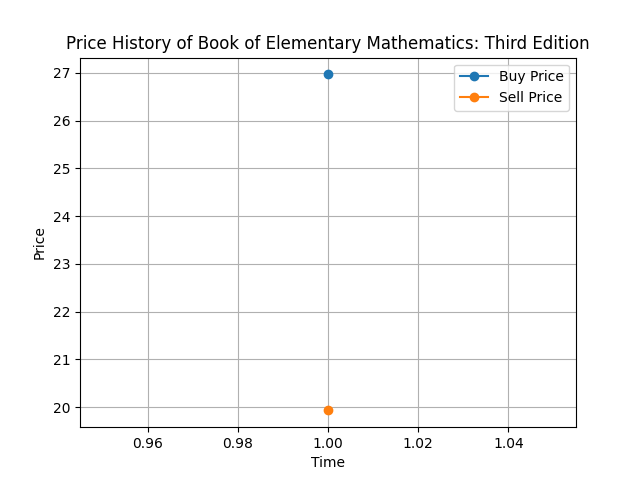 Price History of Book of Elementary Mathematics: Third Edition
Buy Price
Sell Price
27
26
25
24
23
22
21
20
Price
0.96 0.98 1.00 1.02 1.04
Time